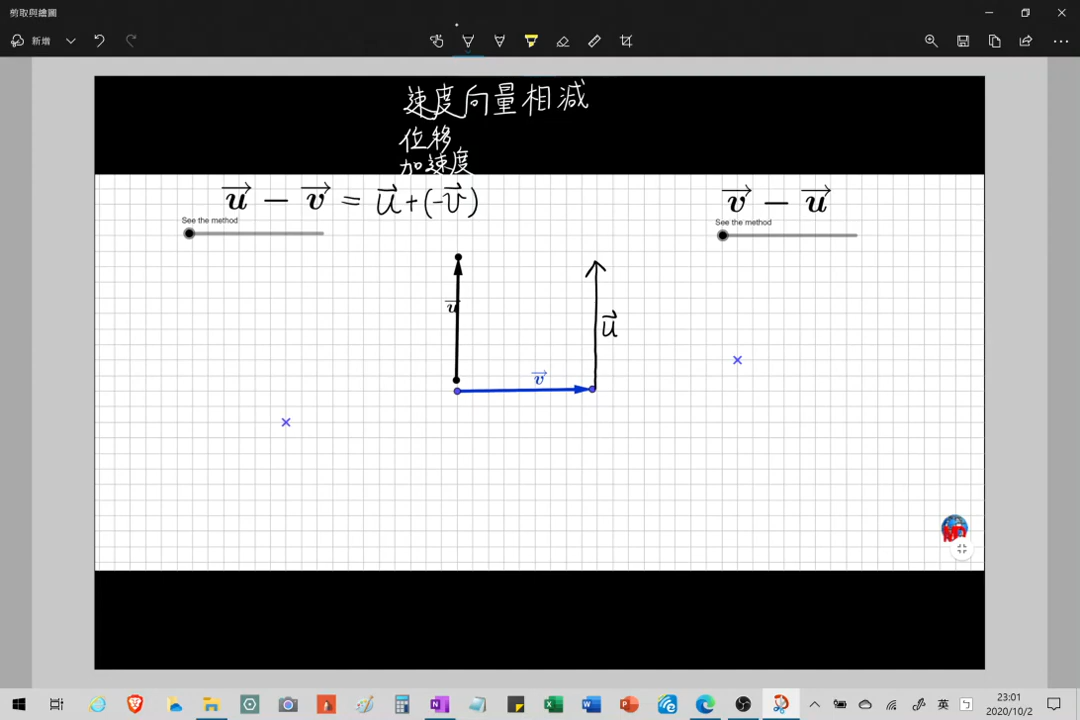 剪取與繪圖
新增
速度向量相減
位移
加速度
u − v = u+(-v)
See the method
v − u
See the method
u
u
v
英
ㄅ
23:01
2020/10/2